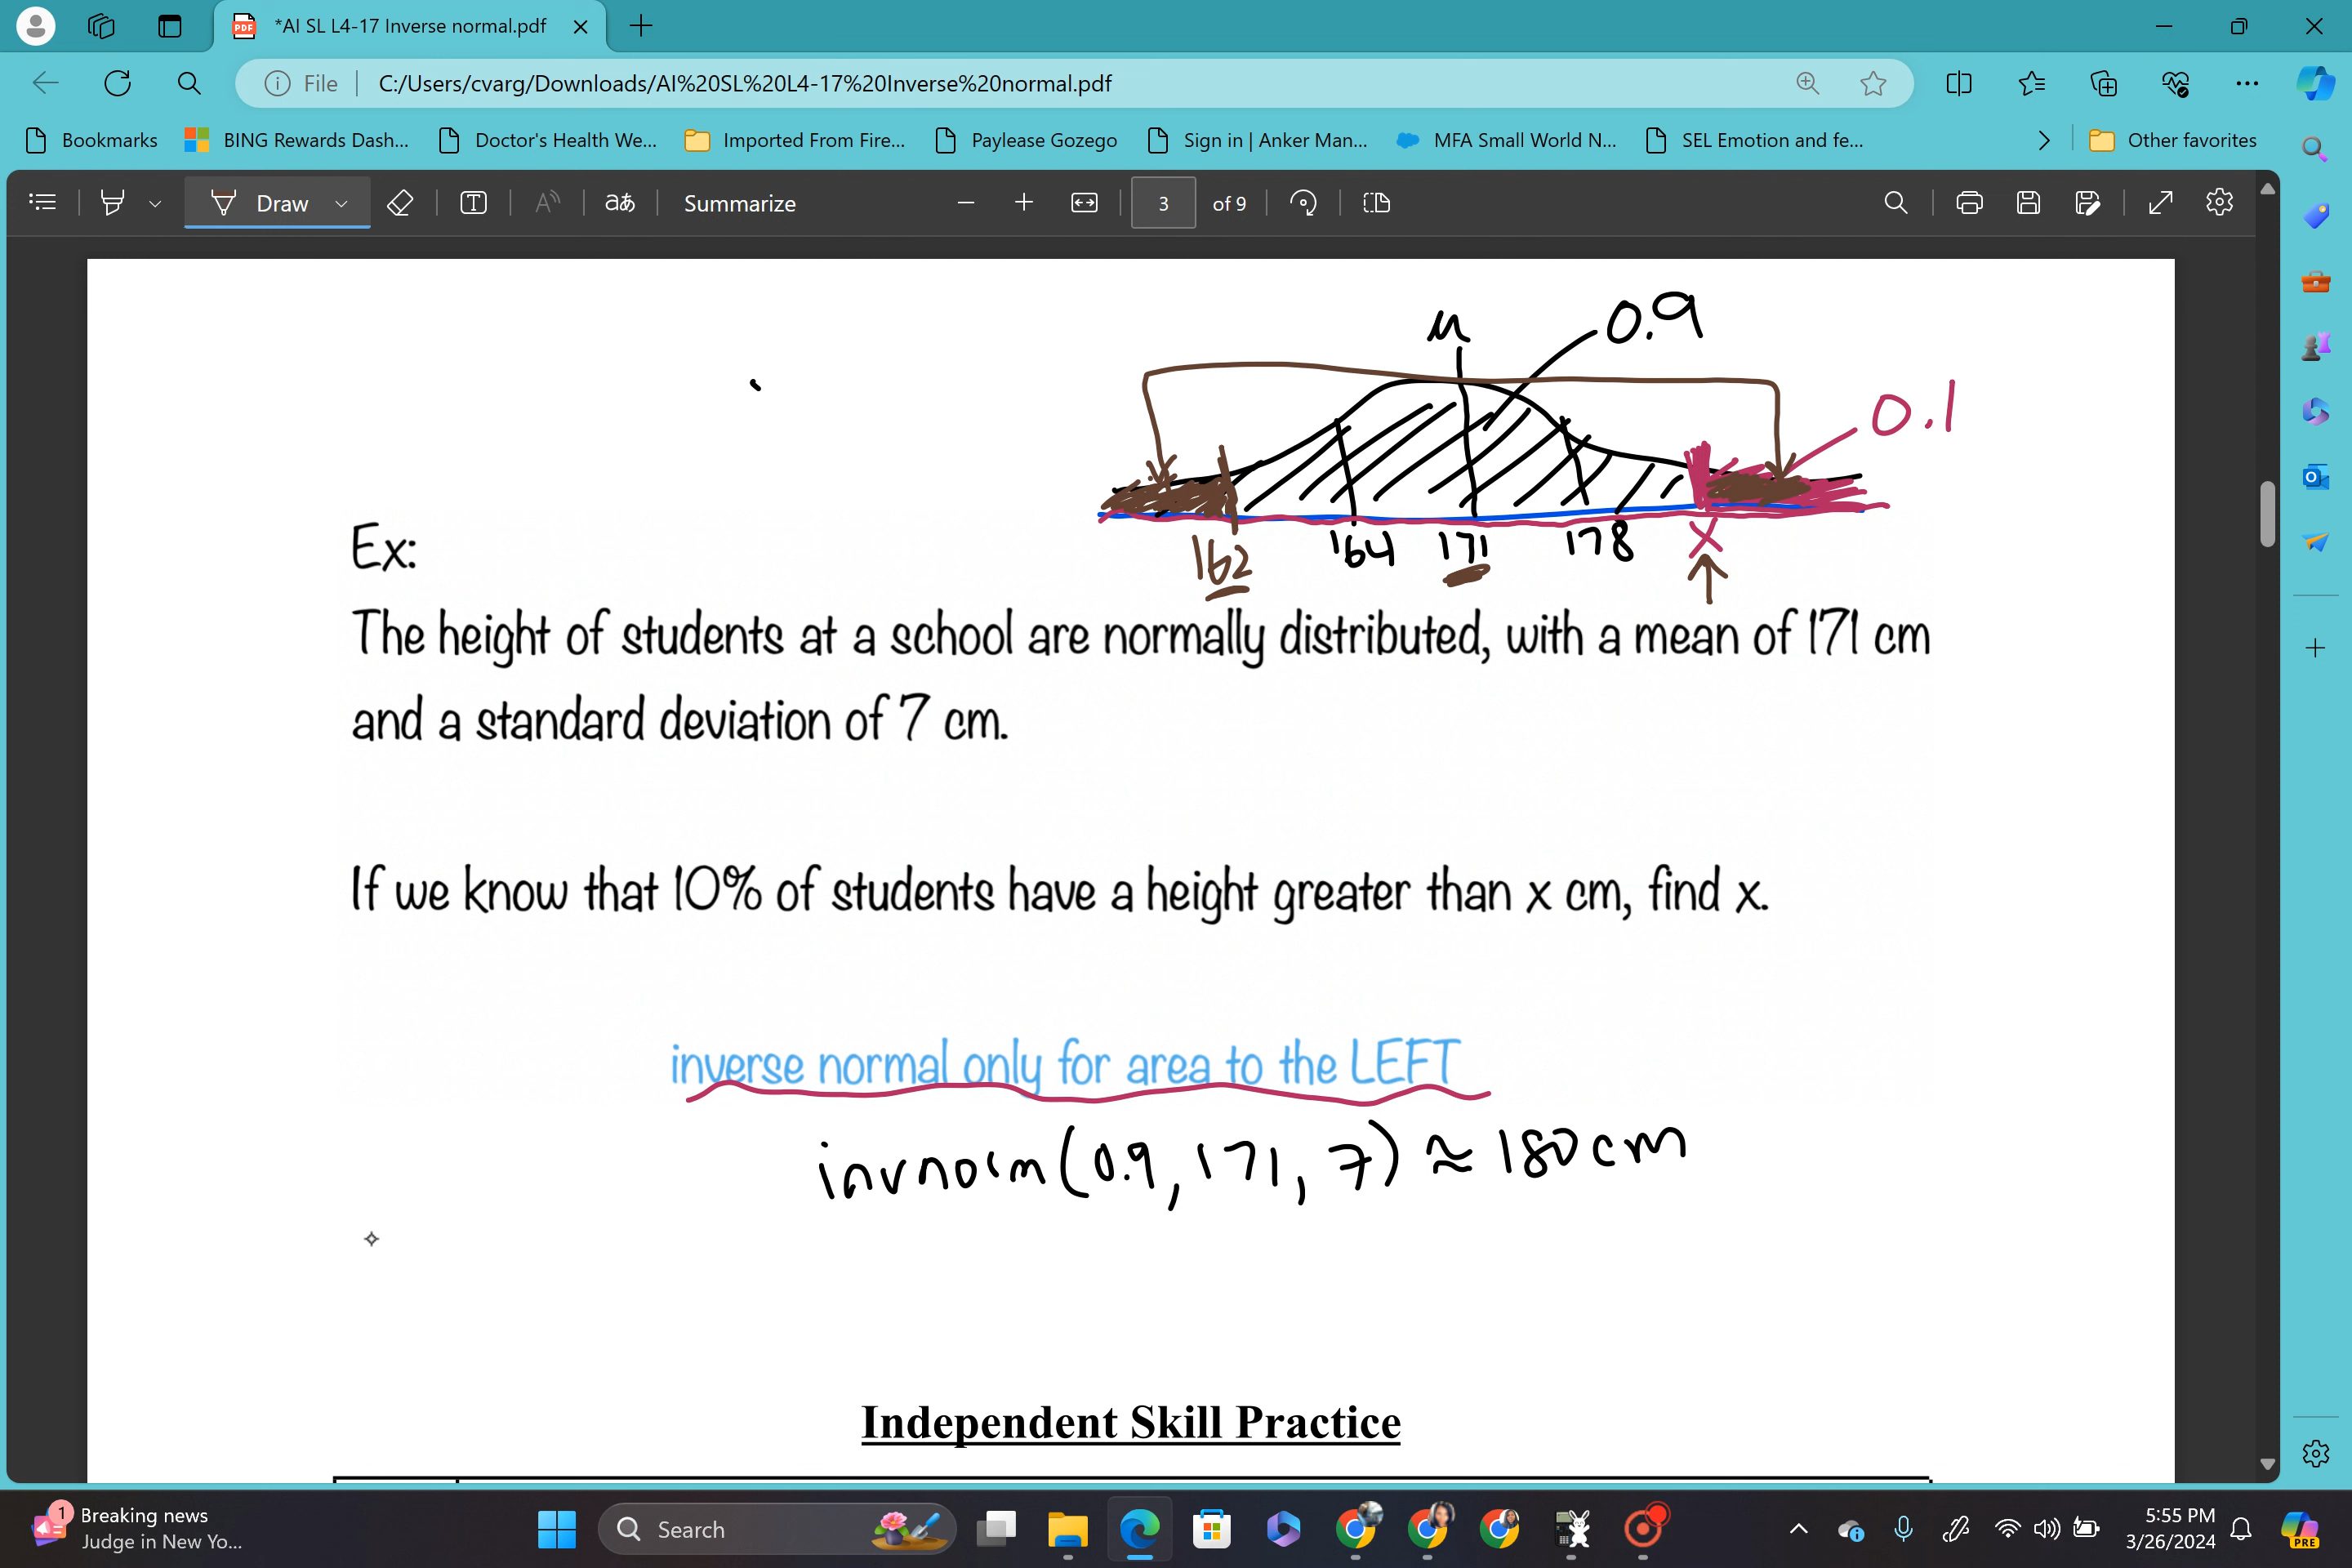 *AI SL L4-17 Inverse normal.pdf
File C:/Users/cvarg/Downloads/AI%20SL%20L4-17%20Inverse%20normal.pdf
Bookmarks BING Rewards Dash... Doctor's Health We... Imported From Fire... Paylease Gozego Sign in | Anker Man... MFA Small World N... SEL Emotion and fe... Other favorites
Draw aあ Summarize 3 of 9
μ 0.9
0.1
162 164 171 178 x
Ex:
The height of students at a school are normally distributed, with a mean of 171 cm
and a standard deviation of 7 cm.
If we know that 10% of students have a height greater than x cm, find x.
inverse normal only for area to the LEFT
invnorm(0.9, 171, 7) ≈ 180 cm
Independent Skill Practice
1 Breaking news
Judge in New Yo...
Search
5:55 PM
3/26/2024
PRE